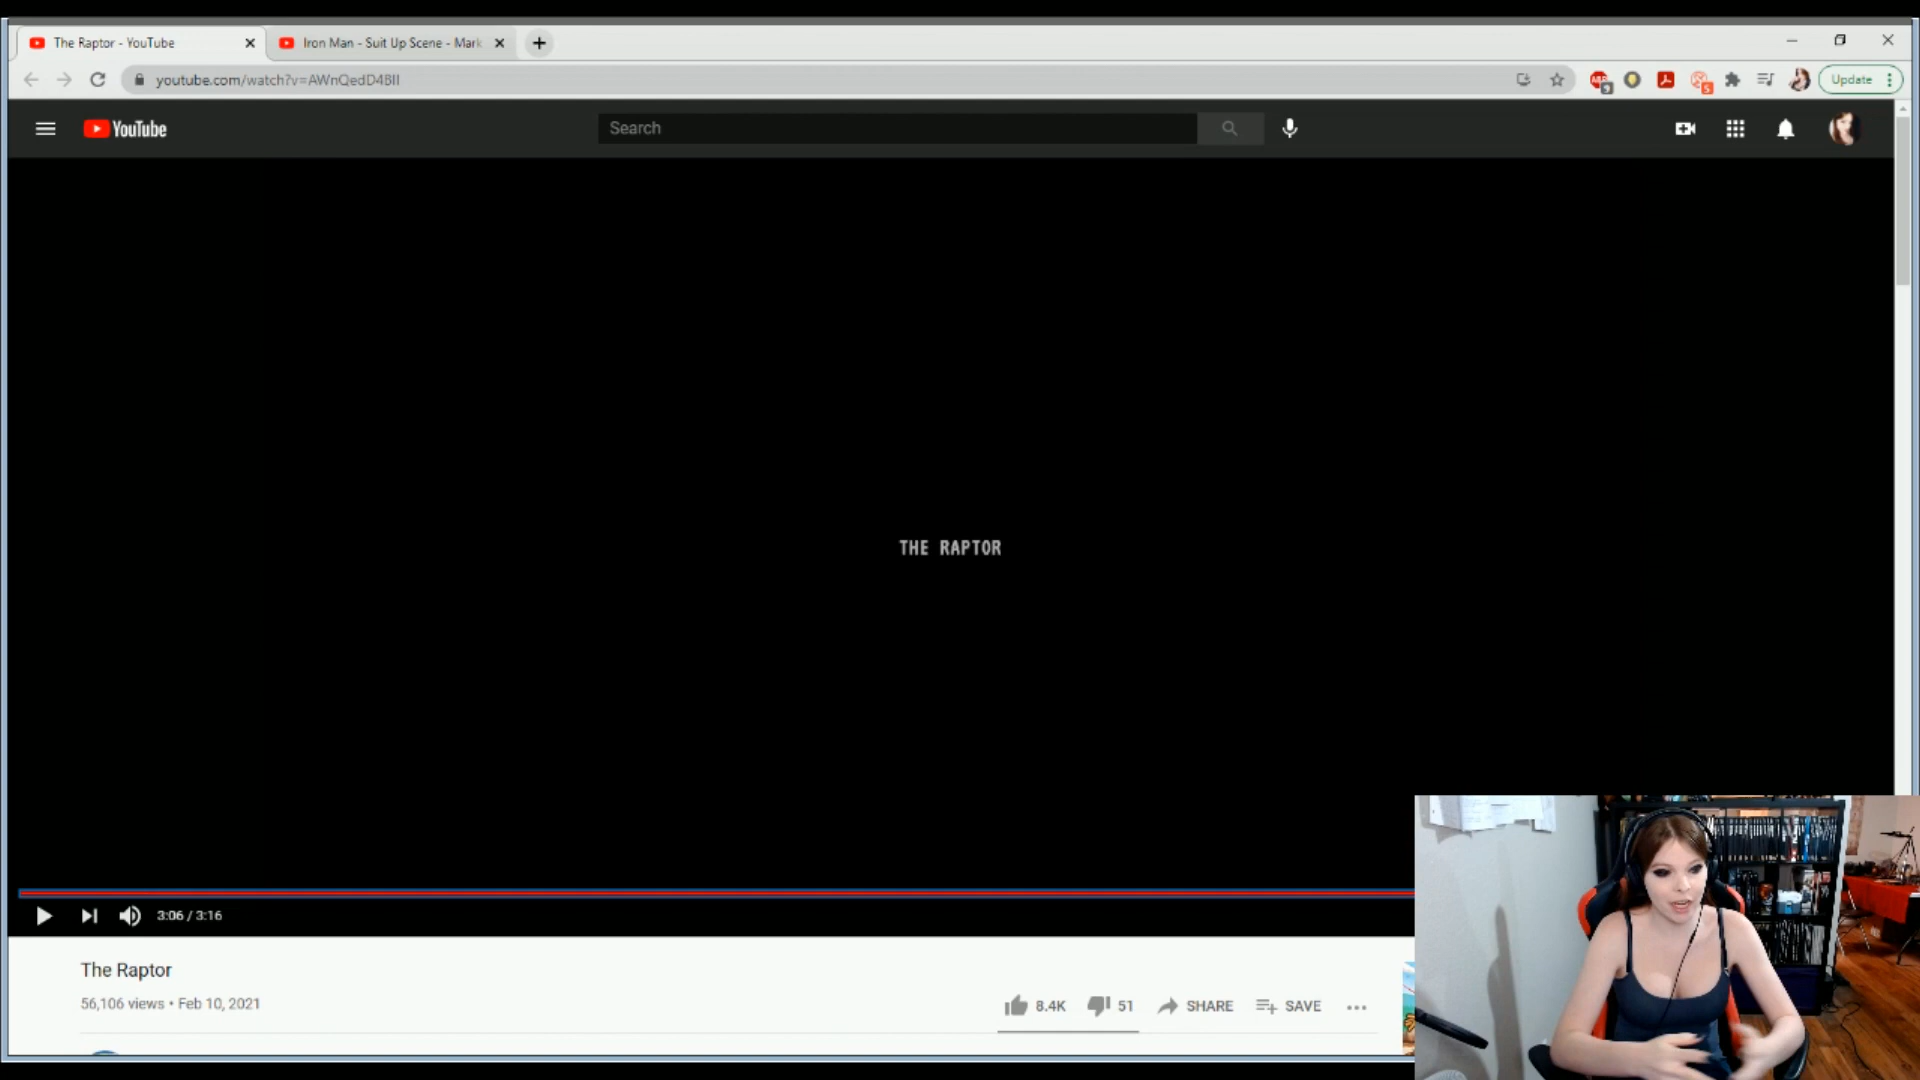 The Raptor - YouTube
Iron Man - Suit Up Scene - Mark
youtube.com/watch?v=AWnQedD4BlI
Update
YouTube
Search
THE RAPTOR
3:06 / 3:16
The Raptor
56,106 views • Feb 10, 2021
8.4K
51
SHARE
SAVE